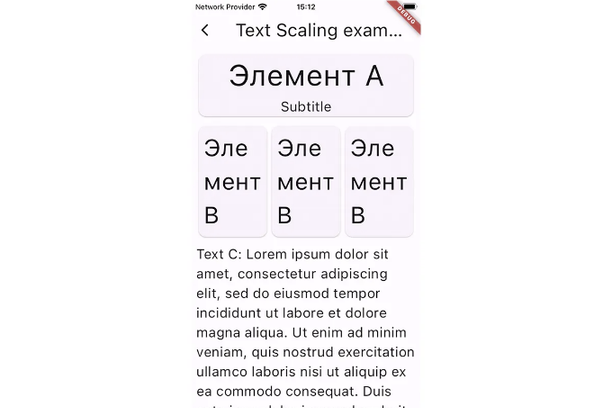 Network Provider 15:12
DEBUG
Text Scaling exam...
Элемент А
Subtitle
Эле
мент
В
Эле
мент
В
Эле
мент
В
Text C: Lorem ipsum dolor sit
amet, consectetur adipiscing
elit, sed do eiusmod tempor
incididunt ut labore et dolore
magna aliqua. Ut enim ad minim
veniam, quis nostrud exercitation
ullamco laboris nisi ut aliquip ex
ea commodo consequat. Duis